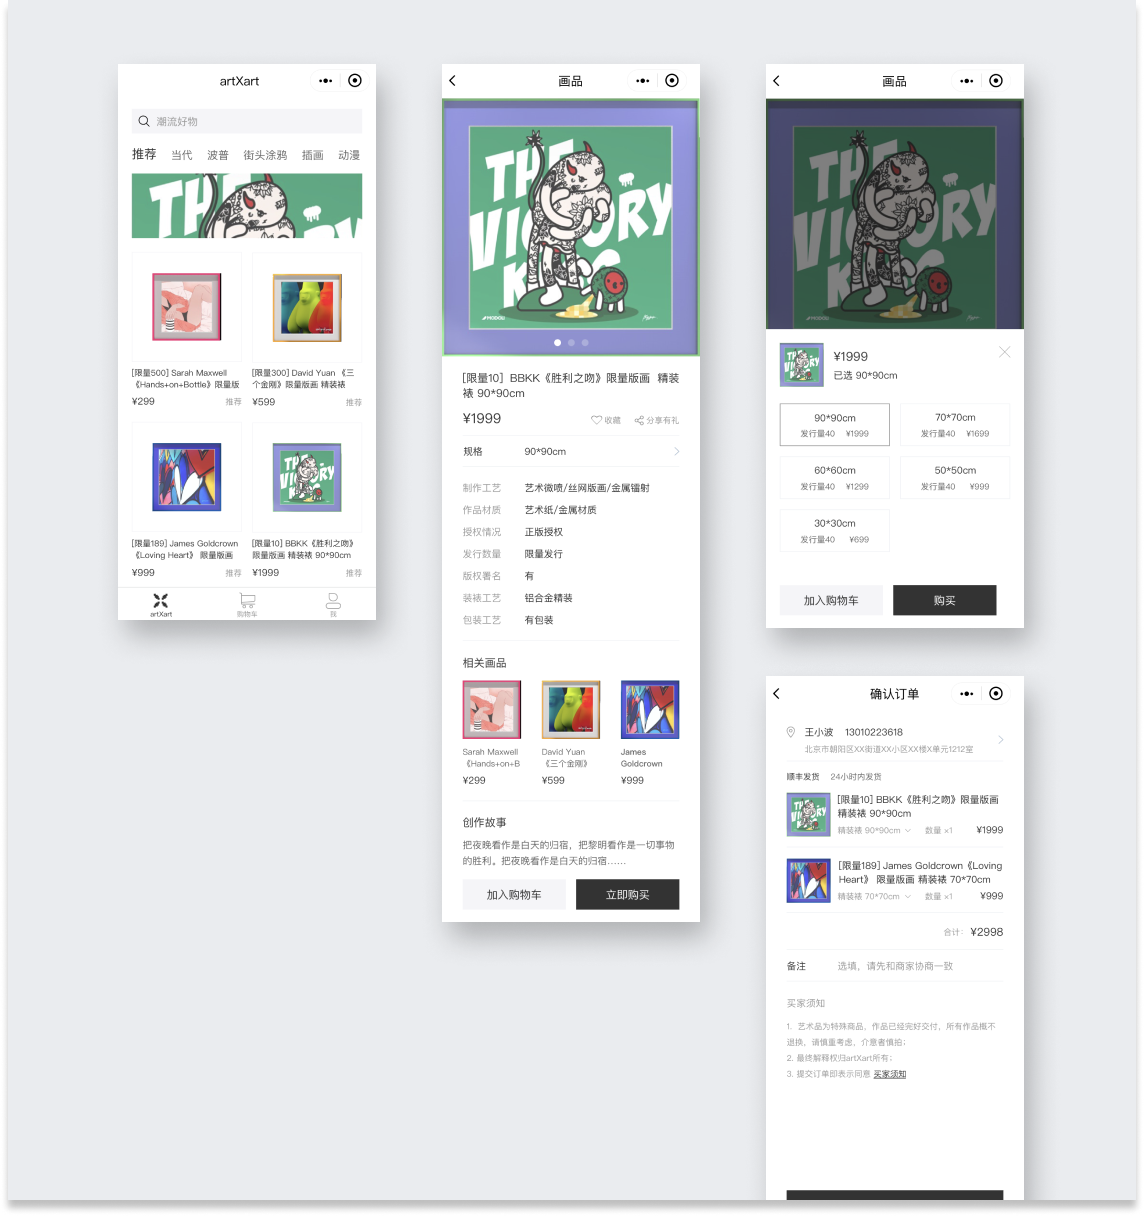 artXart
潮流好物
推荐 当代 波普 街头涂鸦 插画 动漫
THE
VICTORY
[限量500] Sarah Maxwell
《Hands+on+Bottle》限量版
¥299 推荐
[限量300] David Yuan 《三
个金刚》限量版画 精装裱
¥599 推荐
[限量189] James Goldcrown
《Loving Heart》 限量版画
¥999 推荐
[限量10] BBKK《胜利之吻》
限量版画 精装裱 90*90cm
¥1999 推荐
artXart 购物车 我
画品
THE
VICTORY
KISS
[限量10] BBKK《胜利之吻》限量版画 精装
裱 90*90cm
¥1999 收藏 分享有礼
规格 90*90cm
制作工艺 艺术微喷/丝网版画/金属镭射
作品材质 艺术纸/金属材质
授权情况 正版授权
发行数量 限量发行
版权署名 有
装裱工艺 铝合金精装
包装工艺 有包装
相关画品
Sarah Maxwell
《Hands+on+B
¥299
David Yuan
《三个金刚》
¥599
James
Goldcrown
¥999
创作故事
把夜晚看作是白天的归宿，把黎明看作是一切事物
的胜利。把夜晚看作是白天的归宿……
加入购物车 立即购买
画品
THE
VICTORY
KISS
¥1999
已选 90*90cm
90*90cm
发行量40 ¥1999
70*70cm
发行量40 ¥1699
60*60cm
发行量40 ¥1299
50*50cm
发行量40 ¥999
30*30cm
发行量40 ¥699
加入购物车 购买
确认订单
王小波 13010223618
北京市朝阳区XX街道XX小区XX楼X单元1212室
顺丰发货 24小时内发货
[限量10] BBKK《胜利之吻》限量版画
精装裱 90*90cm
精装裱 90*90cm 数量 ×1 ¥1999
[限量189] James Goldcrown《Loving
Heart》 限量版画 精装裱 70*70cm
精装裱 70*70cm 数量 ×1 ¥999
合计： ¥2998
备注 选填，请先和商家协商一致
买家须知
1. 艺术品为特殊商品，作品已经完好交付，所有作品概不
退换，请慎重考虑，介意者慎拍；
2. 最终解释权归artXart所有；
3. 提交订单即表示同意 买家须知